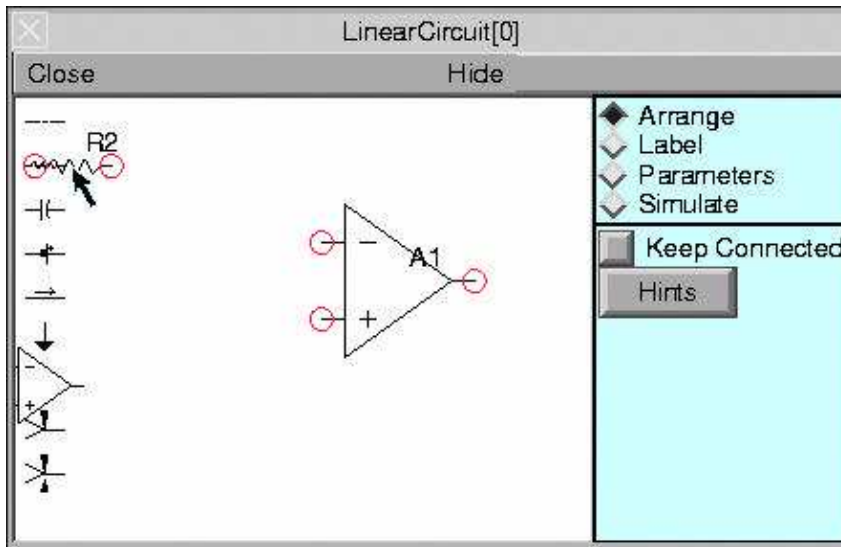 LinearCircuit[0]
Close Hide
R2
A1
− 
+
−
+
Arrange
Label
Parameters
Simulate
Keep Connected
Hints